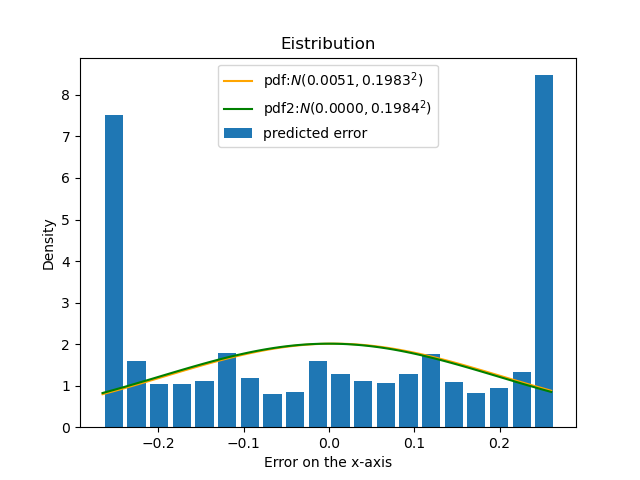 Eistribution
pdf:N(0.0051, 0.1983²)
pdf2:N(0.0000, 0.1984²)
predicted error
Density
8
7
6
5
4
3
2
1
0
−0.2 −0.1 0.0 0.1 0.2
Error on the x-axis